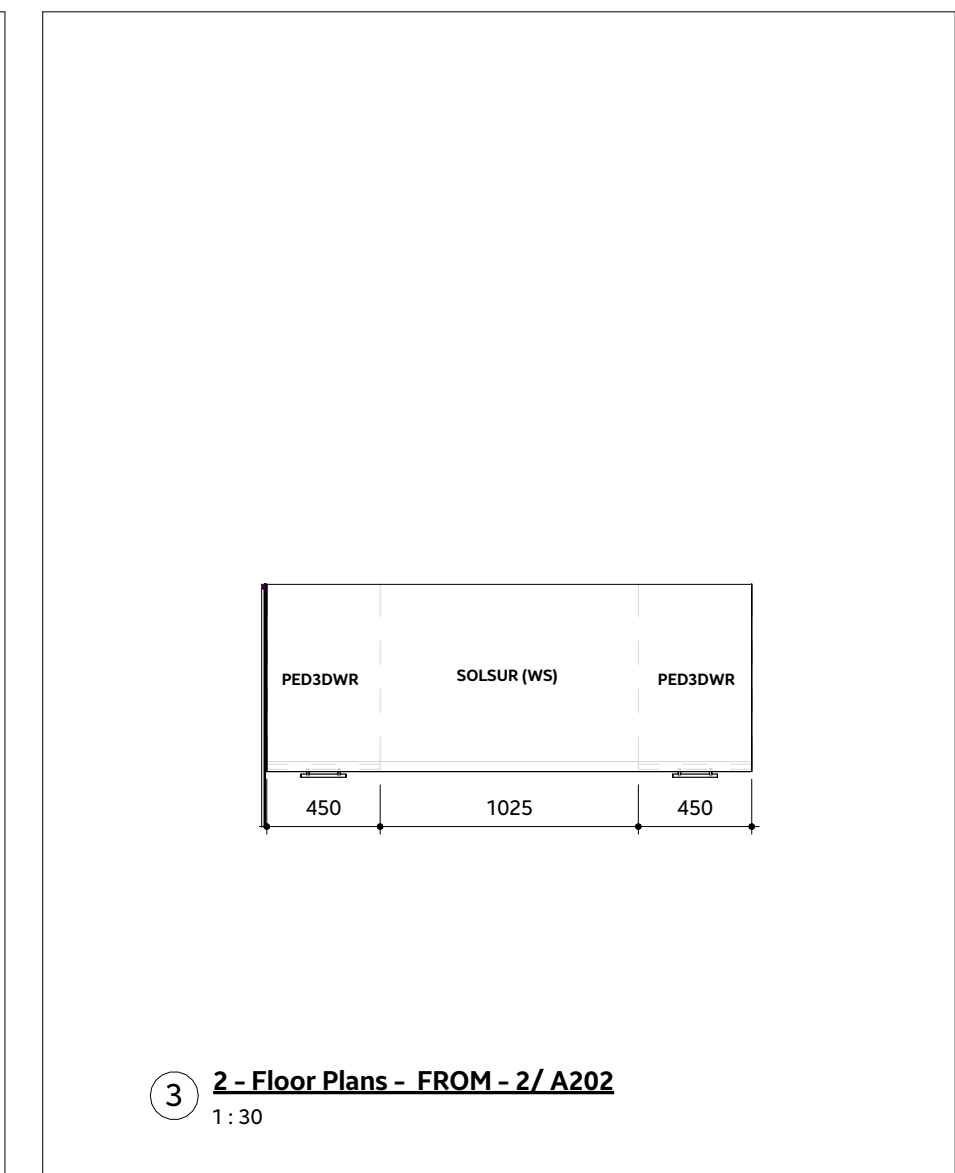 PED3DWR
SOLSUR (WS)
PED3DWR
450
1025
450
3
2 – Floor Plans – FROM – 2/ A202
1 : 30